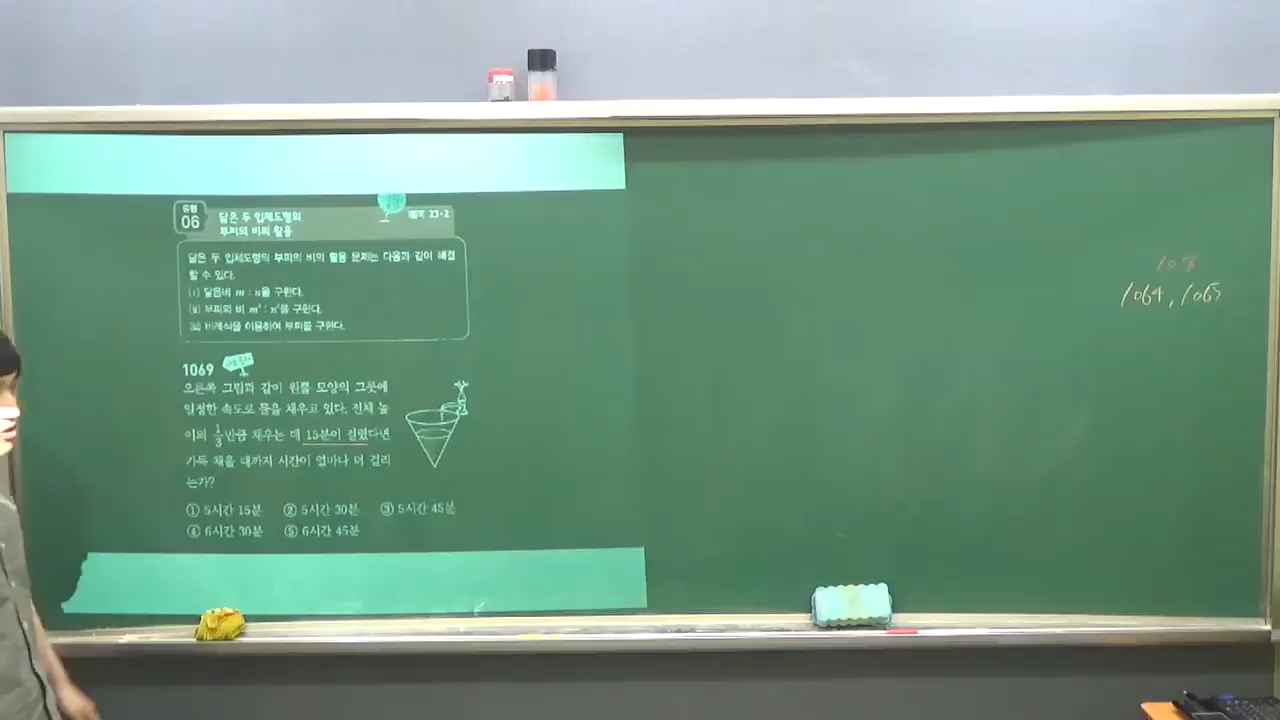 유형 06 닮은 두 입체도형의 부피의 비의 활용 개념 23-2
닮은 두 입체도형의 부피의 비의 활용 문제는 다음과 같이 해결
할 수 있다.
(i) 닮음비 m : n을 구한다.
(ii) 부피의 비 m³ : n³을 구한다.
(iii) 비례식을 이용하여 부피를 구한다.
1069
오른쪽 그림과 같이 원뿔 모양의 그릇에
일정한 속도로 물을 채우고 있다. 전체 높
이의 1/3만큼 채우는 데 15분이 걸렸다면
가득 채울 때까지 시간이 얼마나 더 걸리
는가?
① 5시간 15분 ② 5시간 30분 ③ 5시간 45분
④ 6시간 30분 ⑤ 6시간 45분
1064, 1065